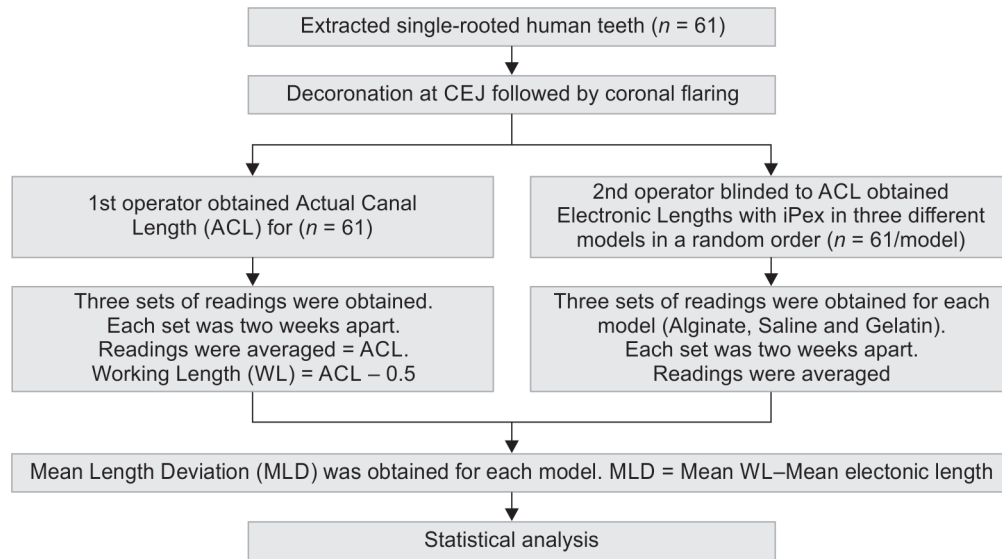 Extracted single-rooted human teeth (n = 61)
Decoronation at CEJ followed by coronal flaring
1st operator obtained Actual Canal
Length (ACL) for (n = 61)
2nd operator blinded to ACL obtained
Electronic Lengths with iPex in three different
models in a random order (n = 61/model)
Three sets of readings were obtained.
Each set was two weeks apart.
Readings were averaged = ACL.
Working Length (WL) = ACL – 0.5
Three sets of readings were obtained for each
model (Alginate, Saline and Gelatin).
Each set was two weeks apart.
Readings were averaged
Mean Length Deviation (MLD) was obtained for each model. MLD = Mean WL–Mean electonic length
Statistical analysis